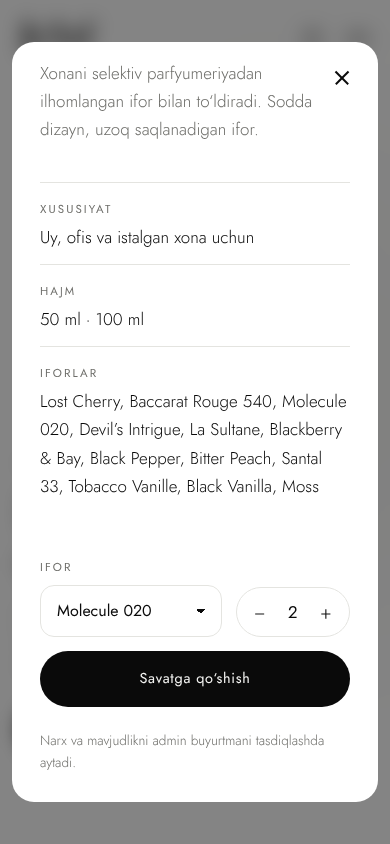 Xonani selektiv parfyumeriyadan
ilhomlangan ifor bilan to‘ldiradi. Sodda
dizayn, uzoq saqlanadigan ifor.
XUSUSIYAT
Uy, ofis va istalgan xona uchun
HAJM
50 ml · 100 ml
IFORLAR
Lost Cherry, Baccarat Rouge 540, Molecule
020, Devil’s Intrigue, La Sultane, Blackberry
& Bay, Black Pepper, Bitter Peach, Santal
33, Tobacco Vanille, Black Vanilla, Moss
IFOR
Molecule 020
− 2 +
Savatga qo‘shish
Narx va mavjudlikni admin buyurtmani tasdiqlashda
aytadi.